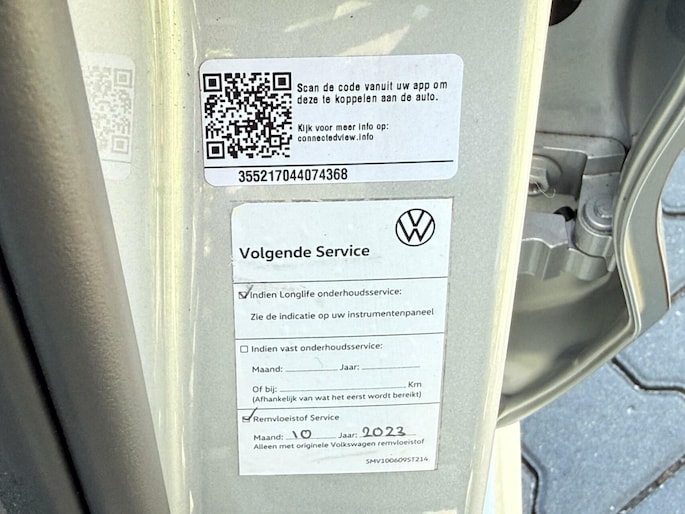 Scan de code vanuit uw app om
deze te koppelen aan de auto.
Kijk voor meer info op:
connectedview.info
355217044074368
Volgende Service
Indien Longlife onderhoudsservice:
Zie de indicatie op uw instrumentenpaneel
Indien vast onderhoudsservice:
Maand: Jaar:
Of bij: Km
(Afhankelijk van wat het eerst wordt bereikt)
Remvloeistof Service
Maand: 10 Jaar: 2023
Alleen met originele Volkswagen remvloeistof
SMV100609ST214